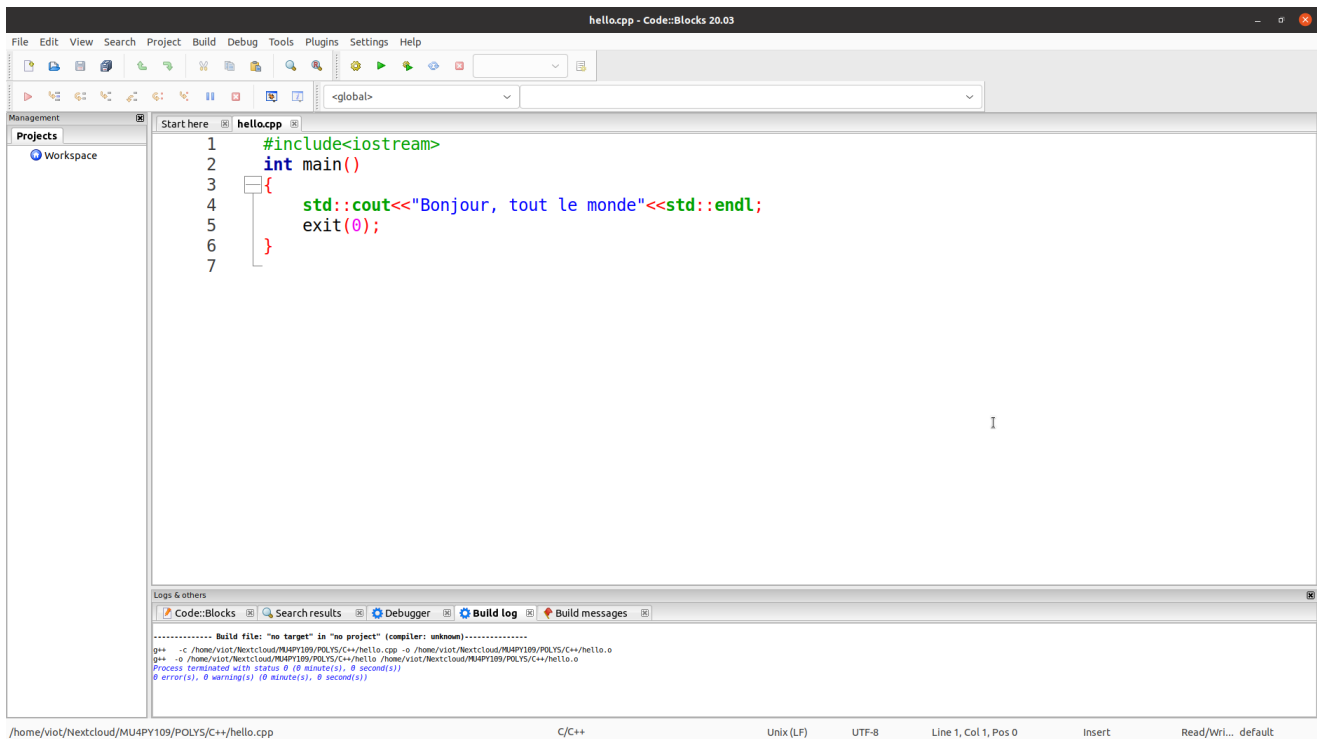 hello.cpp - Code::Blocks 20.03
File Edit View Search Project Build Debug Tools Plugins Settings Help
<global>
Management
Projects
Workspace
Start here hello.cpp
1 #include<iostream>
2 int main()
3 {
4 std::cout<<"Bonjour, tout le monde"<<std::endl;
5 exit(0);
6 }
7
Logs & others
Code::Blocks Search results Debugger Build log Build messages
-------------- Build file: "no target" in "no project" (compiler: unknown)---------------
g++ -c /home/viot/Nextcloud/MU4PY109/POLYS/C++/hello.cpp -o /home/viot/Nextcloud/MU4PY109/POLYS/C++/hello.o
g++ -o /home/viot/Nextcloud/MU4PY109/POLYS/C++/hello /home/viot/Nextcloud/MU4PY109/POLYS/C++/hello.o
Process terminated with status 0 (0 minute(s), 0 second(s))
0 error(s), 0 warning(s) (0 minute(s), 0 second(s))
/home/viot/Nextcloud/MU4PY109/POLYS/C++/hello.cpp C/C++ Unix (LF) UTF-8 Line 1, Col 1, Pos 0 Insert Read/Wri... default